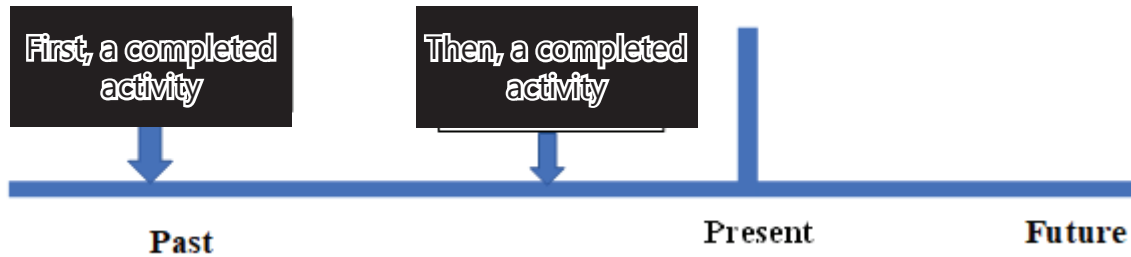 First, a completed
activity
Then, a completed
activity
Past
Present
Future